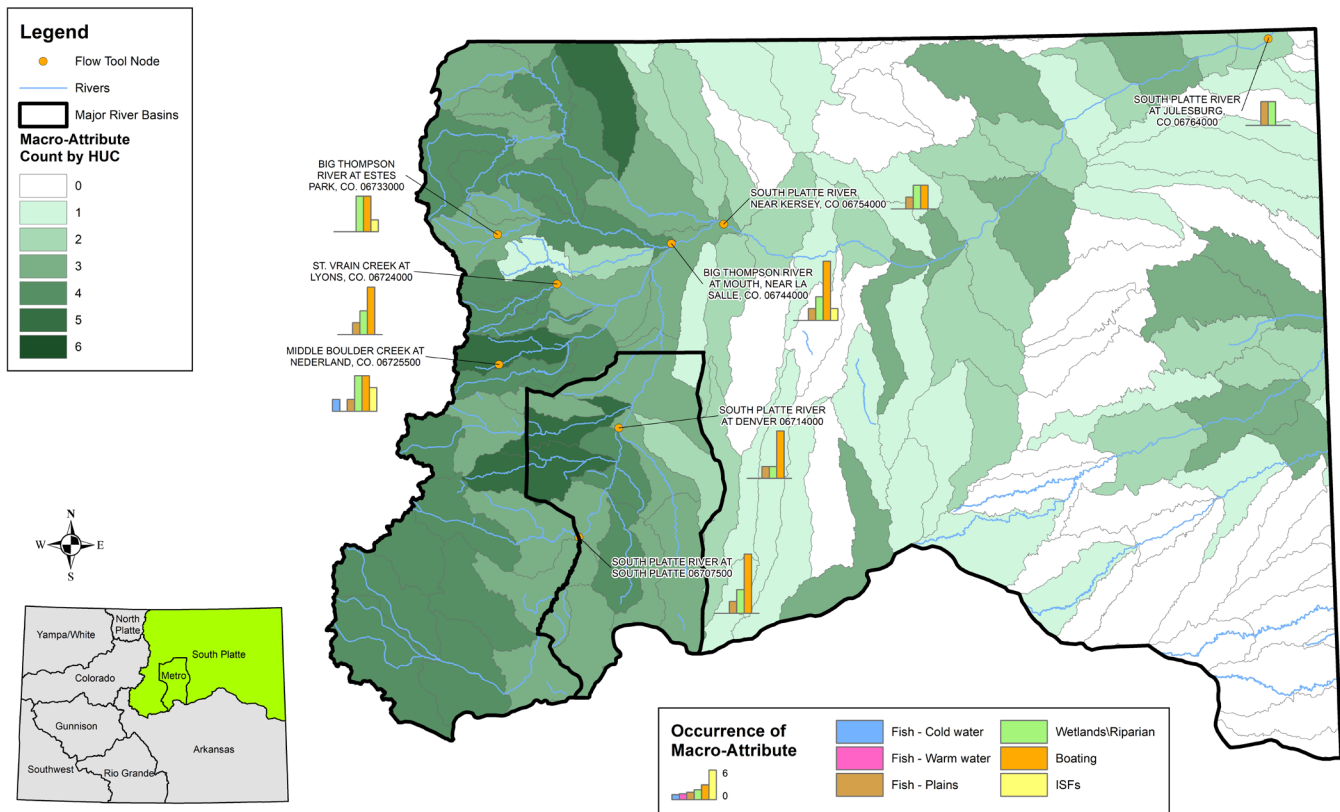 Legend
Flow Tool Node
Rivers
Major River Basins
Macro-Attribute
Count by HUC
0
1
2
3
4
5
6
BIG THOMPSON
RIVER AT ESTES
PARK, CO. 06733000
ST. VRAIN CREEK AT
LYONS, CO. 06724000
MIDDLE BOULDER CREEK AT
NEDERLAND, CO. 06725500
SOUTH PLATTE RIVER
AT JULESBURG,
CO 06764000
SOUTH PLATTE RIVER
NEAR KERSEY, CO 06754000
BIG THOMPSON RIVER
AT MOUTH, NEAR LA
SALLE, CO. 06744000
SOUTH PLATTE RIVER
AT DENVER 06714000
SOUTH PLATTE RIVER AT
SOUTH PLATTE 06707500
N
W
E
S
Yampa/White
North
Platte
South Platte
Metro
Colorado
Gunnison
Arkansas
Southwest
Rio Grande
Occurrence of
Macro-Attribute
6
0
Fish - Cold water
Fish - Warm water
Fish - Plains
Wetlands\Riparian
Boating
ISFs